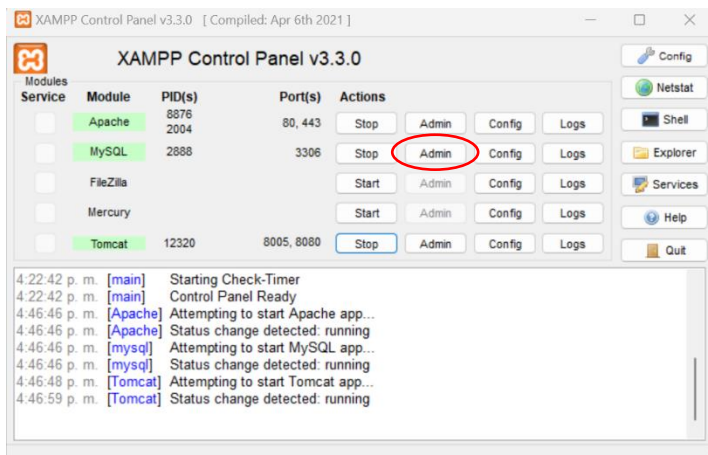 XAMPP Control Panel v3.3.0 [ Compiled: Apr 6th 2021 ]
XAMPP Control Panel v3.3.0
Config
Modules
Service Module PID(s) Port(s) Actions
Netstat
Apache 8876 2004 80, 443 Stop Admin Config Logs
Shell
MySQL 2888 3306 Stop Admin Config Logs
Explorer
FileZilla Start Admin Config Logs
Services
Mercury Start Admin Config Logs
Help
Tomcat 12320 8005, 8080 Stop Admin Config Logs
Quit
4:22:42 p. m. [main] Starting Check-Timer
4:22:42 p. m. [main] Control Panel Ready
4:46:46 p. m. [Apache] Attempting to start Apache app...
4:46:46 p. m. [Apache] Status change detected: running
4:46:46 p. m. [mysql] Attempting to start MySQL app...
4:46:46 p. m. [mysql] Status change detected: running
4:46:48 p. m. [Tomcat] Attempting to start Tomcat app...
4:46:59 p. m. [Tomcat] Status change detected: running